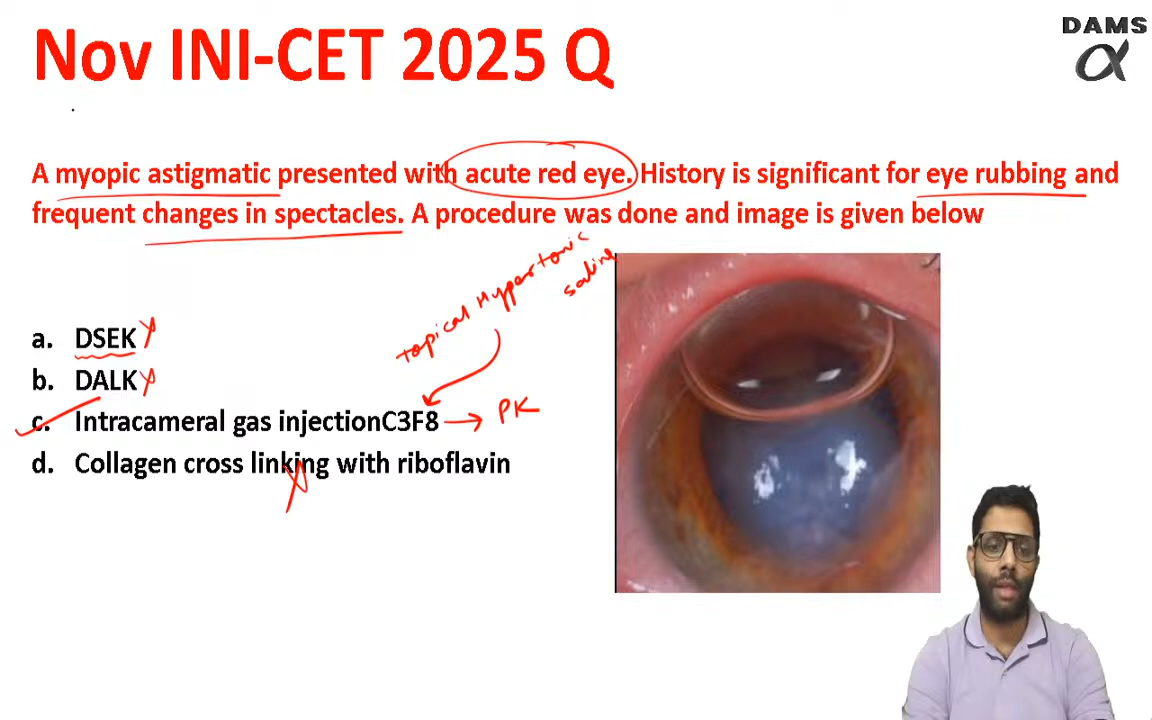 Nov INI-CET 2025 Q
DAMS
α
A myopic astigmatic presented with acute red eye. History is significant for eye rubbing and
frequent changes in spectacles. A procedure was done and image is given below
Topical Hypertonic
saline
a. DSEK
b. DALK
c. Intracameral gas injectionC3F8 → PK
d. Collagen cross linking with riboflavin